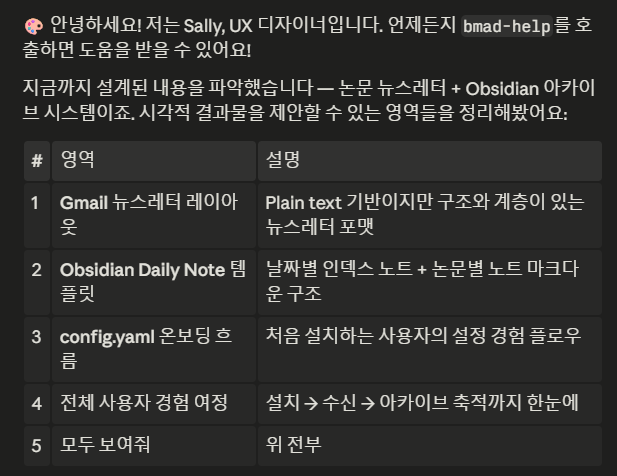 🎨 안녕하세요! 저는 Sally, UX 디자이너입니다. 언제든지 bmad-help를 호
출하면 도움을 받을 수 있어요!
지금까지 설계된 내용을 파악했습니다 — 논문 뉴스레터 + Obsidian 아카이
브 시스템이죠. 시각적 결과물을 제안할 수 있는 영역들을 정리해봤어요:
# 영역 설명
1 Gmail 뉴스레터 레이아 Plain text 기반이지만 구조와 계층이 있는
웃 뉴스레터 포맷
2 Obsidian Daily Note 템 날짜별 인덱스 노트 + 논문별 노트 마크다
플릿 운 구조
3 config.yaml 온보딩 흐 처음 설치하는 사용자의 설정 경험 플로우
름
4 전체 사용자 경험 여정 설치 → 수신 → 아카이브 축적까지 한눈에
5 모두 보여줘 위 전부